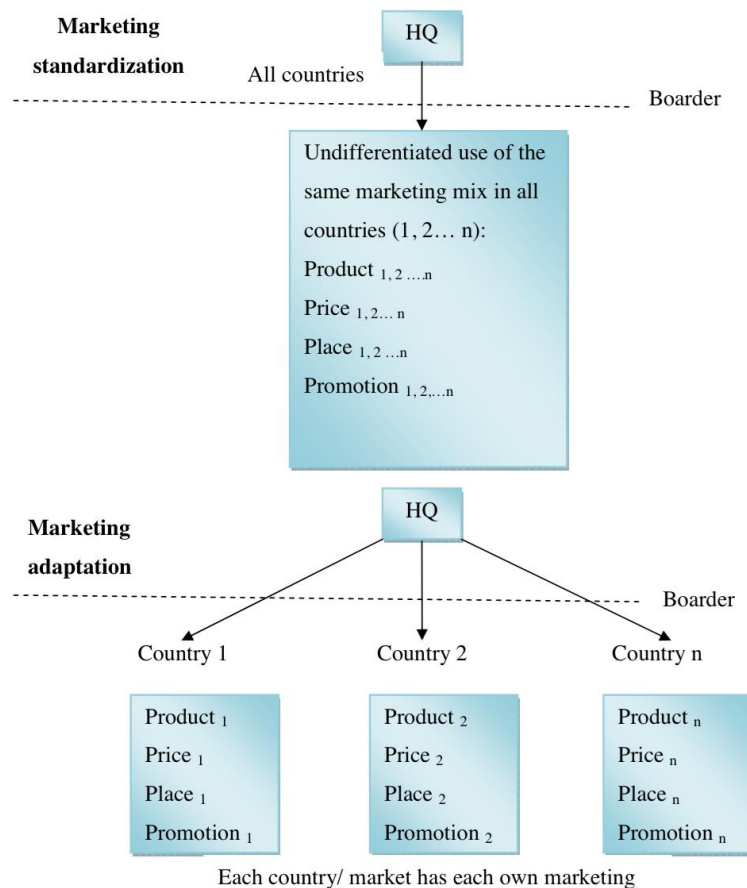 Marketing
standardization
HQ
All countries
Boarder
Undifferentiated use of the
same marketing mix in all
countries (1, 2… n):
Product 1, 2 ….n
Price 1, 2… n
Place 1, 2 …n
Promotion 1, 2,…n
Marketing
adaptation
HQ
Boarder
Country 1
Country 2
Country n
Product 1
Price 1
Place 1
Promotion 1
Product 2
Price 2
Place 2
Promotion 2
Product n
Price n
Place n
Promotion n
Each country/ market has each own marketing